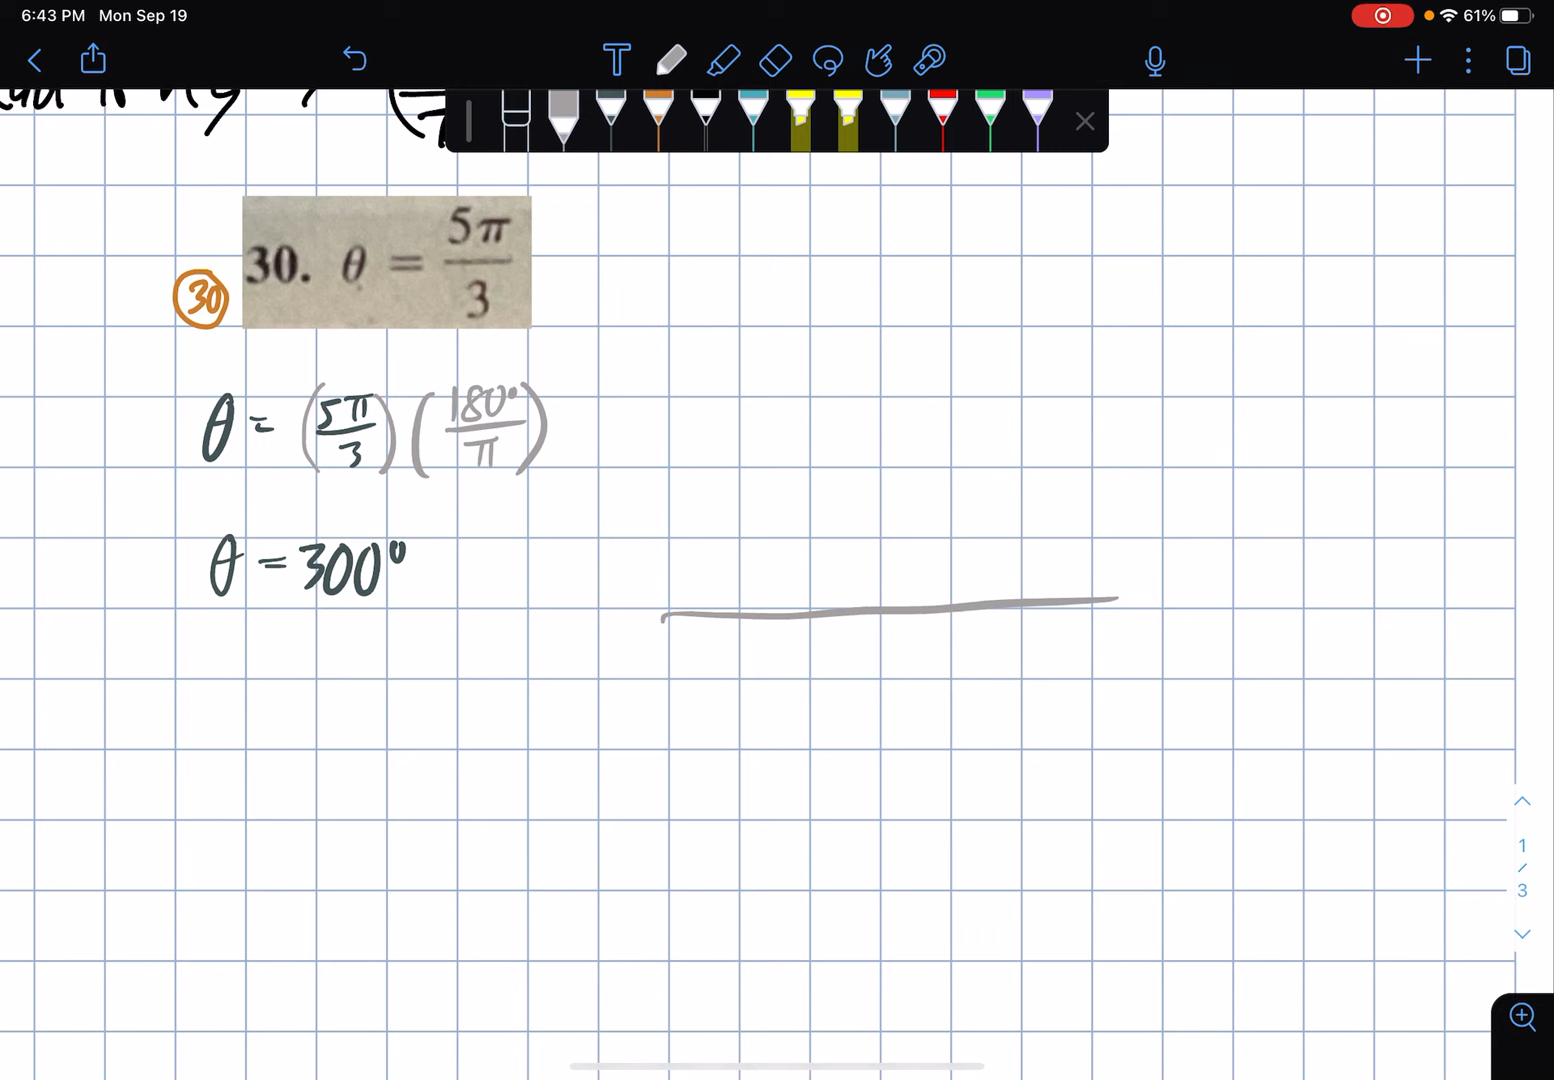 6:43 PM Mon Sep 19
61%
T
30. θ = 5π/3
30
θ = (5π/3)(180°/π)
θ = 300°
1
/
3